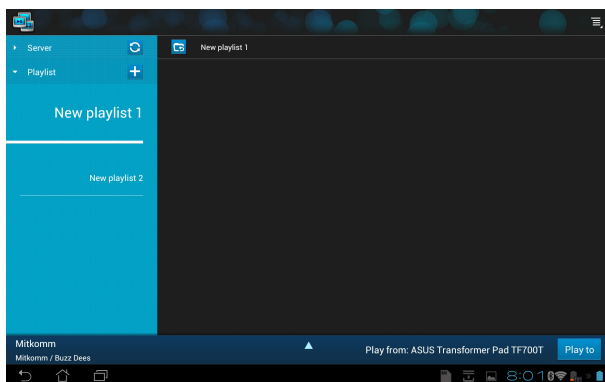 Server
New playlist 1
Playlist
New playlist 1
New playlist 2
Mitkomm
Mitkomm / Buzz Dees
Play from: ASUS Transformer Pad TF700T
Play to
8:01